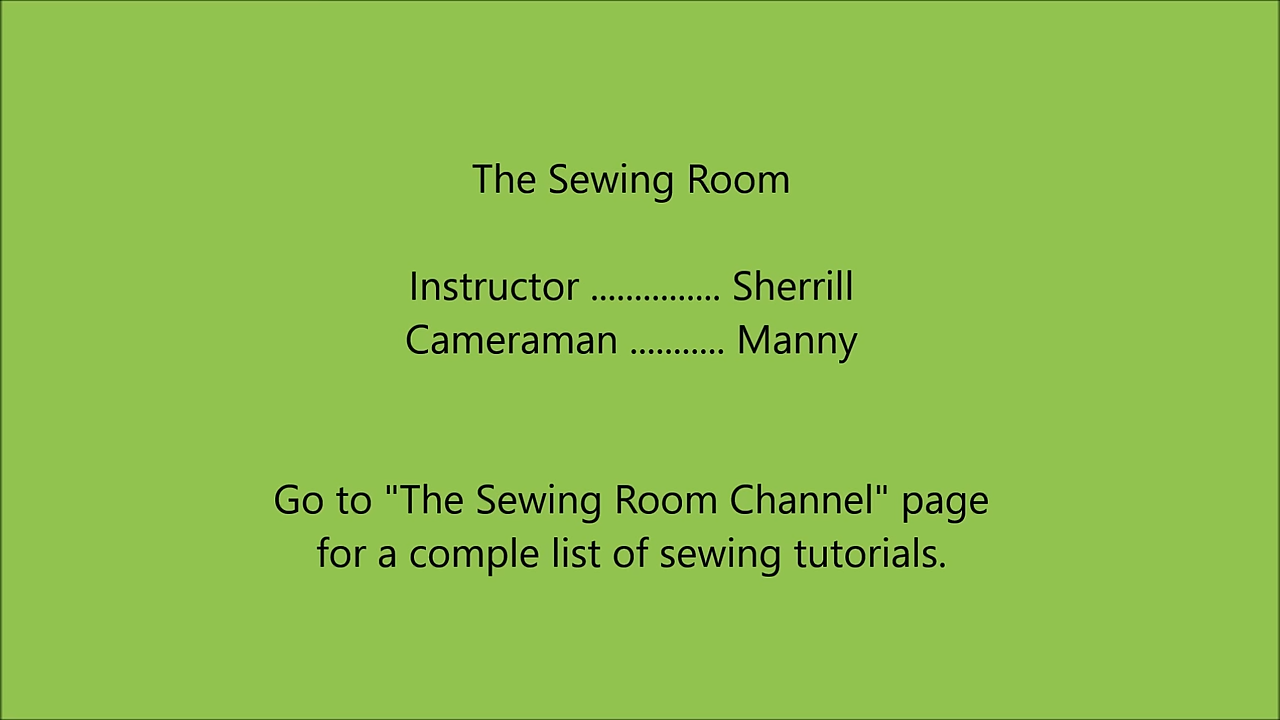 The Sewing Room
Instructor ............... Sherrill
Cameraman ........... Manny
Go to "The Sewing Room Channel" page
for a comple list of sewing tutorials.